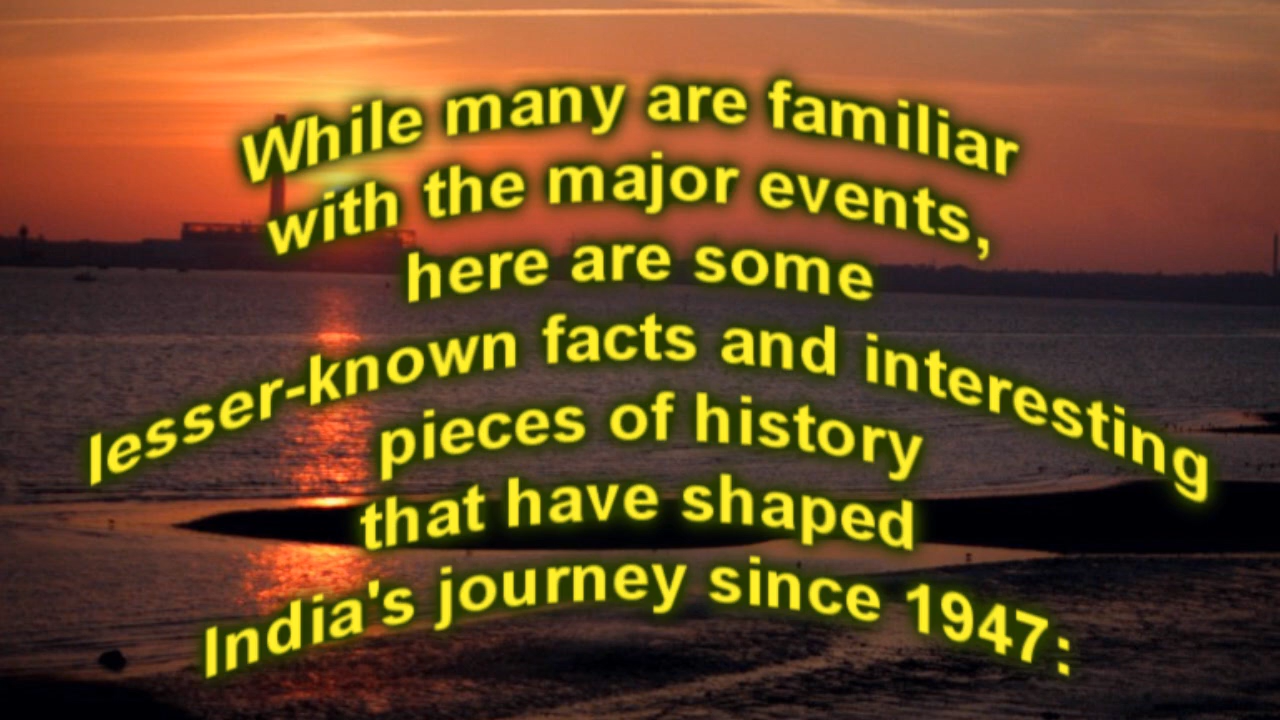 While many are familiar
with the major events,
here are some
lesser-known facts and interesting
pieces of history
that have shaped
India's journey since 1947: